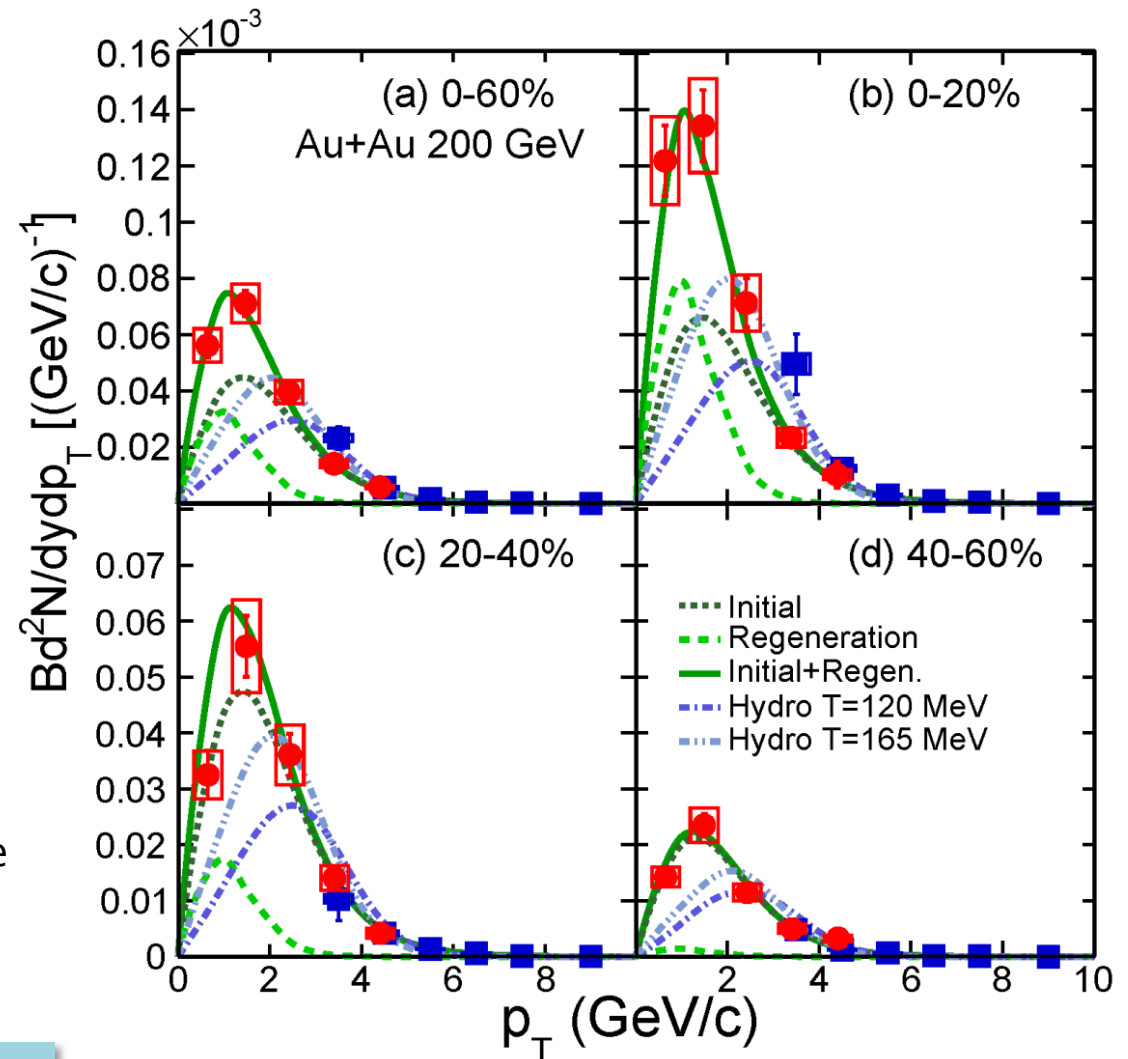 ×10⁻³
0.16
0.14
0.12
0.1
0.08
0.06
0.04
0.02
(a) 0-60%
Au+Au 200 GeV
(b) 0-20%
Bd²N/dydp_T [(GeV/c)⁻¹]
0.07
0.06
0.05
0.04
0.03
0.02
0.01
0
(c) 20-40%
(d) 40-60%
Initial
Regeneration
Initial+Regen.
Hydro T=120 MeV
Hydro T=165 MeV
e
0 2 4 6 8 2 4 6 8 10
p_T (GeV/c)